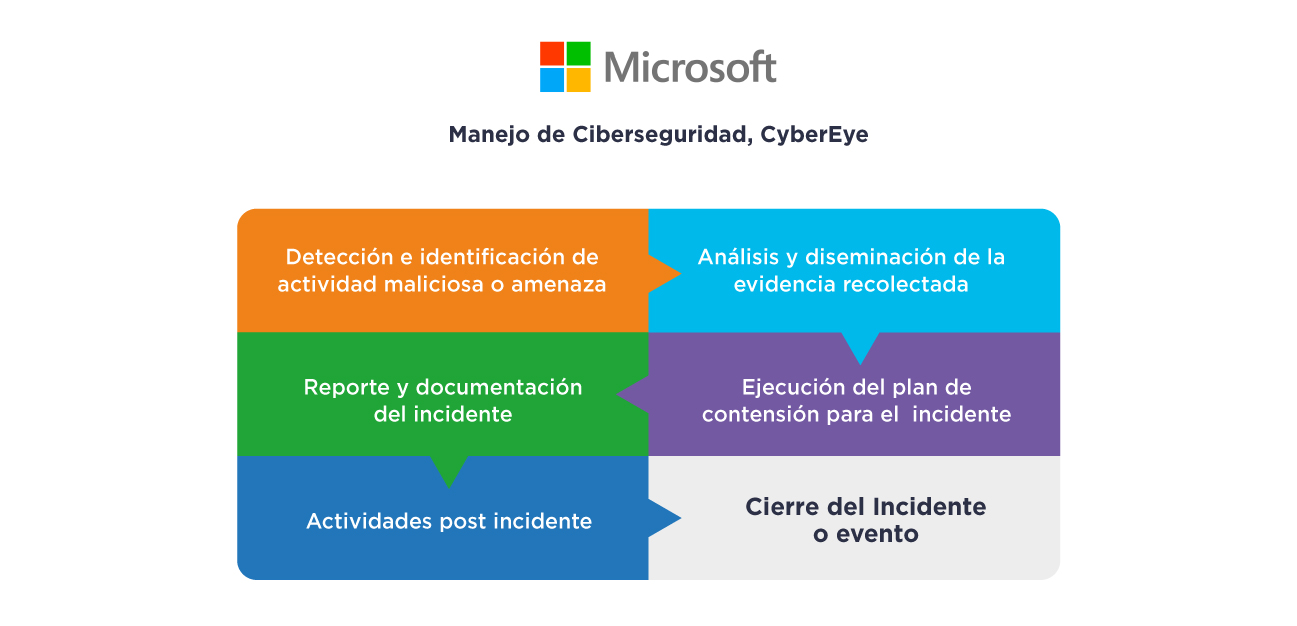 Microsoft
Manejo de Ciberseguridad, CyberEye
Detección e identificación de
actividad maliciosa o amenaza
Análisis y diseminación de la
evidencia recolectada
Ejecución del plan de
contensión para el  incidente
Reporte y documentación
del incidente
Actividades post incidente
Cierre del Incidente
o evento